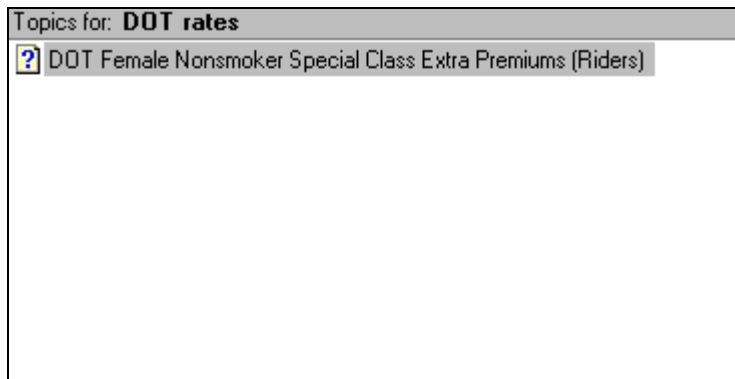 Topics for: DOT rates
DOT Female Nonsmoker Special Class Extra Premiums (Riders)